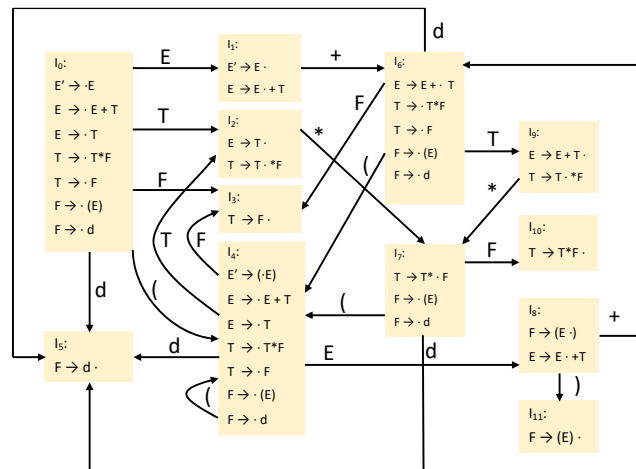 d
I₀:
E’ → ·E
E → · E + T
E → · T
T → · T*F
T → · F
F → · (E)
F → · d
E
T
F
(
d
I₁:
E’ → E ·
E → E · + T
+
I₂:
E → T ·
T → T · *F
*
I₃:
T → F ·
F
T
F
(
I₄:
E’ → (·E)
E → · E + T
E → · T
T → · T*F
T → · F
F → · (E)
F → · d
(
d
E
I₅:
F → d ·
I₆:
E → E + · T
T → · T*F
T → · F
F → · (E)
F → · d
T
I₉:
E → E + T ·
T → T · *F
*
I₇:
T → T* · F
F → · (E)
F → · d
(
F
d
I₁₀:
T → T*F ·
I₈:
F → (E ·)
E → E · +T
+
)
I₁₁:
F → (E) ·